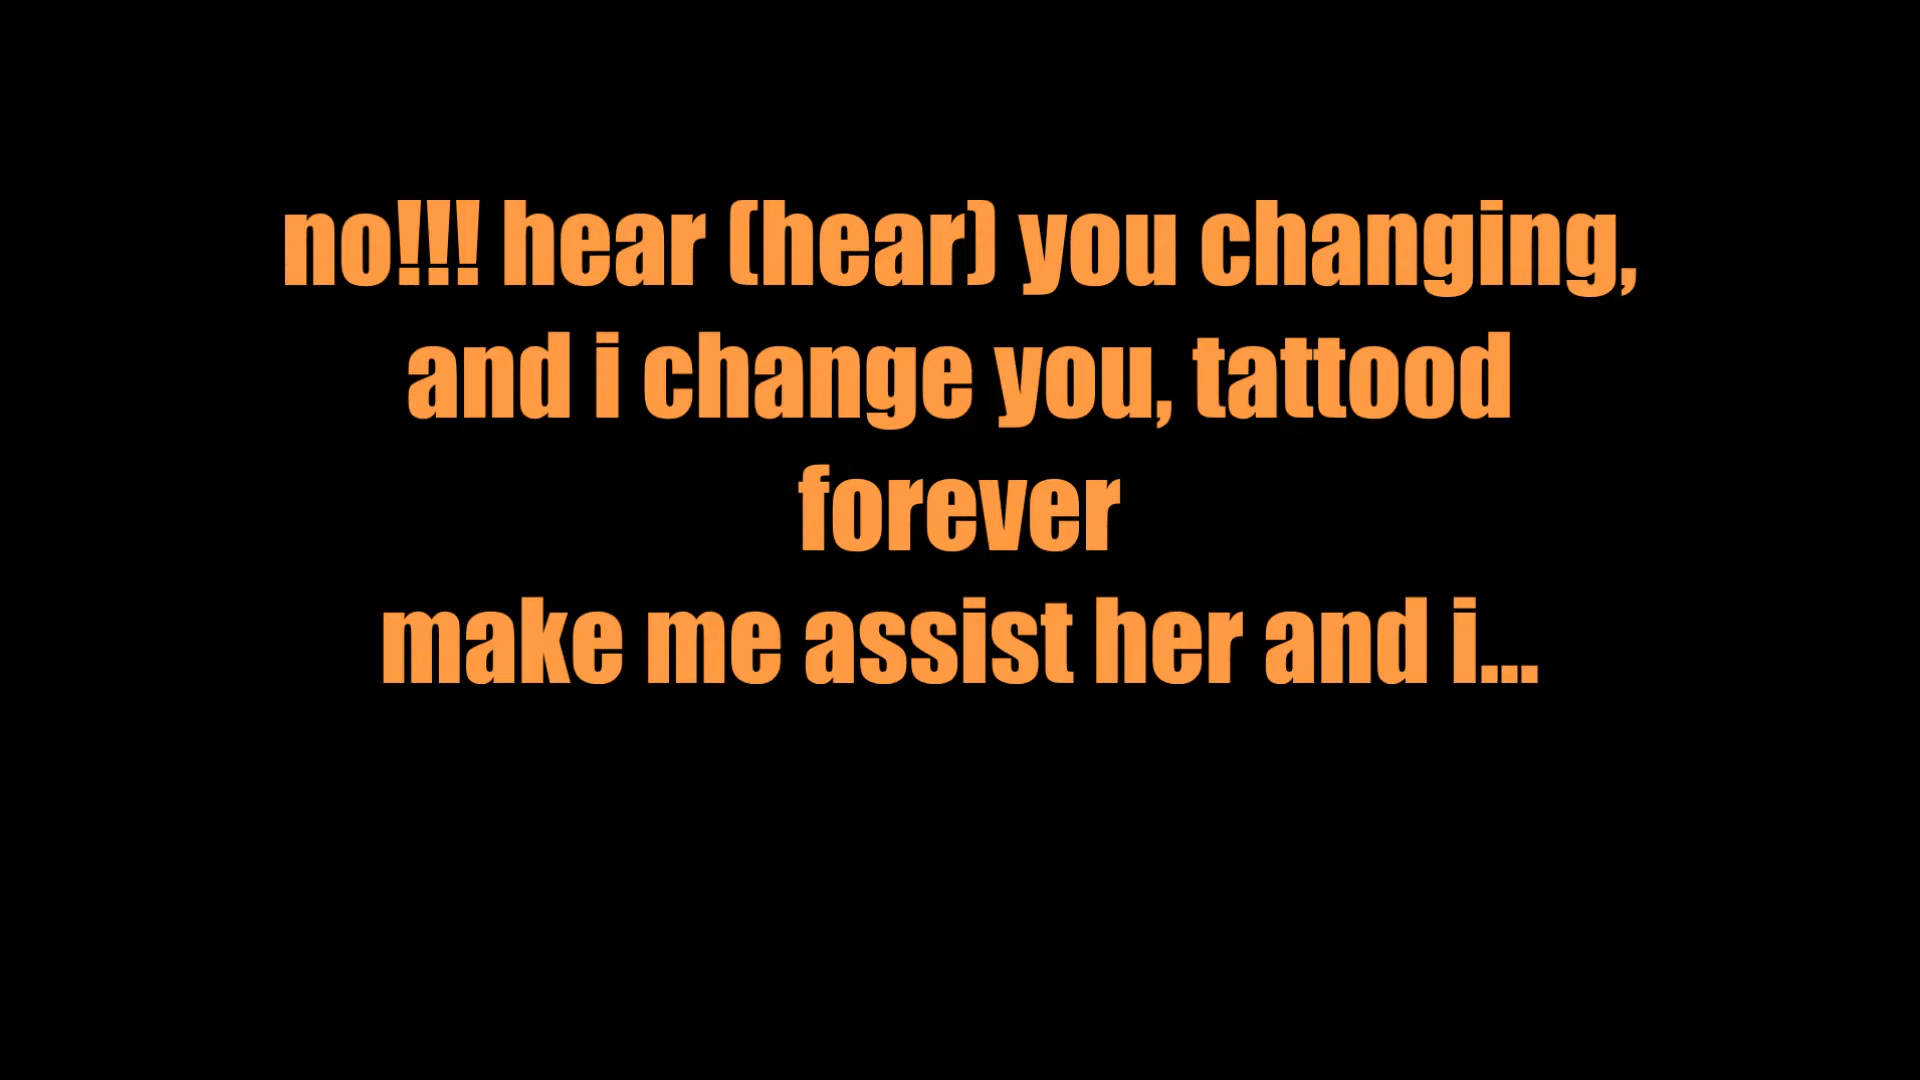 no!!! hear (hear) you changing,
and i change you, tattood
forever
make me assist her and i...